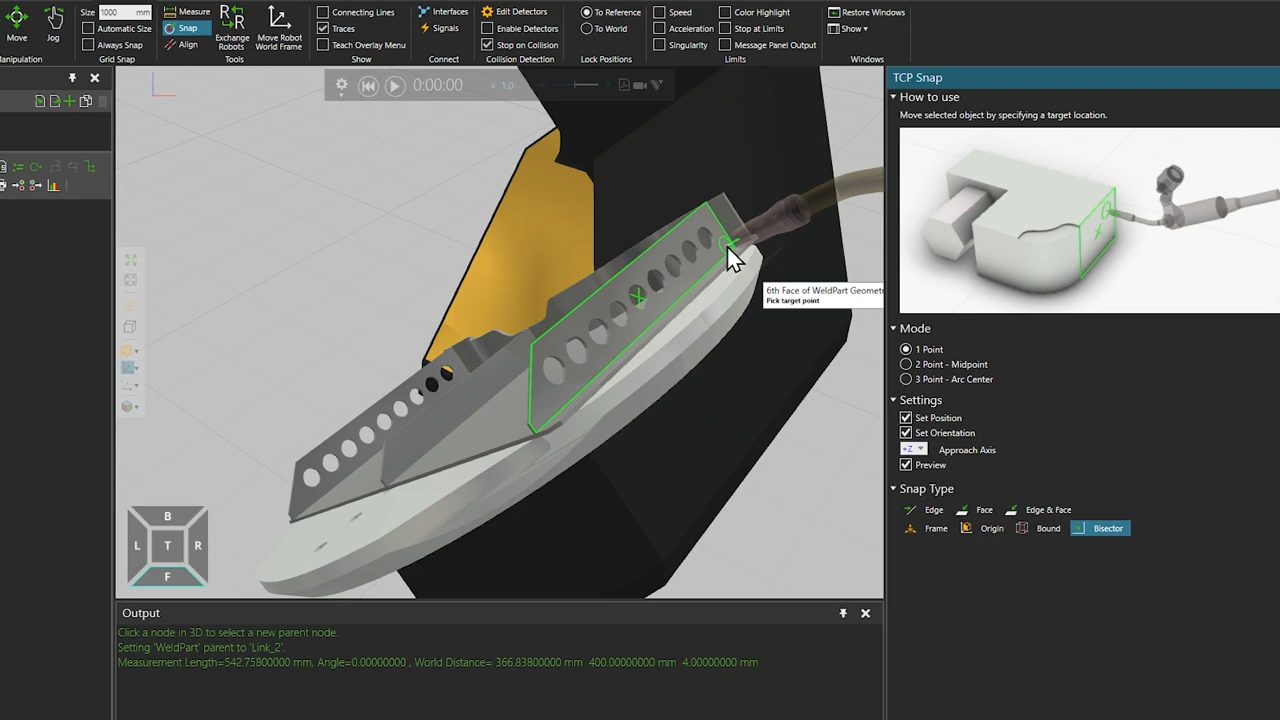 Size 1000 mm
Measure
Connecting Lines
Interfaces
Edit Detectors
To Reference
Speed
Color Highlight
Restore Windows
Automatic Size
Snap
Traces
Signals
Enable Detectors
To World
Acceleration
Stop at Limits
Show
Move
Jog
Always Snap
Align
Exchange
Robots
Move Robot
World Frame
Teach Overlay Menu
Stop on Collision
Singularity
Message Panel Output
Grid Snap
Tools
Show
Connect
Collision Detection
Lock Positions
Limits
Windows
0:00:00
x 1.0
TCP Snap
How to use
Move selected object by specifying a target location.
6th Face of WeldPart Geomet
Pick target point
Mode
1 Point
2 Point - Midpoint
3 Point - Arc Center
Settings
Set Position
Set Orientation
+Z Approach Axis
Preview
Snap Type
Edge
Face
Edge & Face
Frame
Origin
Bound
Bisector
B
L T R
F
Output
Click a node in 3D to select a new parent node.
Setting 'WeldPart' parent to 'Link_2'.
Measurement Length=542.75800000 mm, Angle=0.00000000 , World Distance= 366.83800000 mm 400.00000000 mm 4.00000000 mm